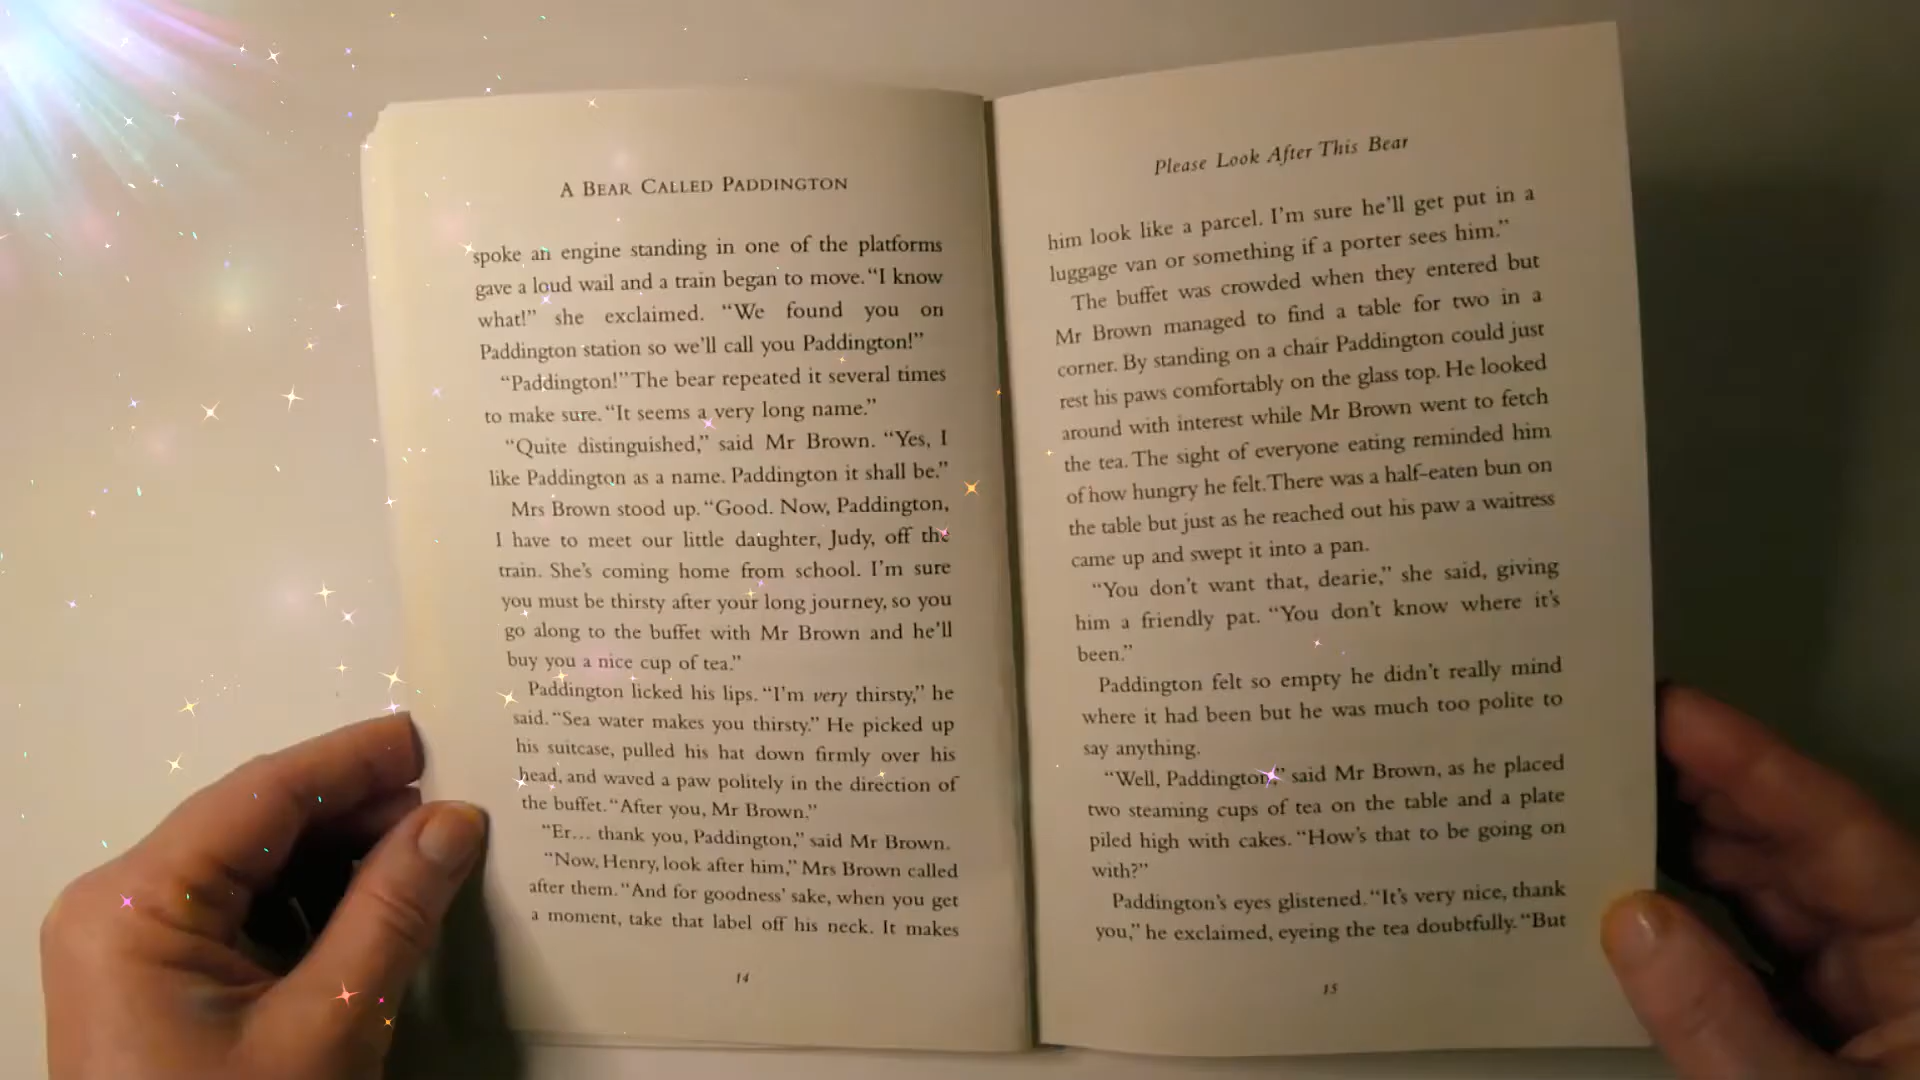 A BEAR CALLED PADDINGTON
spoke an engine standing in one of the platforms
gave a loud wail and a train began to move. “I know
what!” she exclaimed. “We found you on
Paddington station so we’ll call you Paddington!”
“Paddington!” The bear repeated it several times
to make sure. “It seems a very long name.”
“Quite distinguished,” said Mr Brown. “Yes, I
like Paddington as a name. Paddington it shall be.”
Mrs Brown stood up. “Good. Now, Paddington,
I have to meet our little daughter, Judy, off the
train. She’s coming home from school. I’m sure
you must be thirsty after your long journey, so you
go along to the buffet with Mr Brown and he’ll
buy you a nice cup of tea.”
Paddington licked his lips. “I’m very thirsty,” he
said. “Sea water makes you thirsty.” He picked up
his suitcase, pulled his hat down firmly over his
head, and waved a paw politely in the direction of
the buffet. “After you, Mr Brown.”
“Er… thank you, Paddington,” said Mr Brown.
“Now, Henry, look after him,” Mrs Brown called
after them. “And for goodness’ sake, when you get
a moment, take that label off his neck. It makes
14
Please Look After This Bear
him look like a parcel. I’m sure he’ll get put in a
luggage van or something if a porter sees him.”
The buffet was crowded when they entered but
Mr Brown managed to find a table for two in a
corner. By standing on a chair Paddington could just
rest his paws comfortably on the glass top. He looked
around with interest while Mr Brown went to fetch
the tea. The sight of everyone eating reminded him
of how hungry he felt. There was a half-eaten bun on
the table but just as he reached out his paw a waitress
came up and swept it into a pan.
“You don’t want that, dearie,” she said, giving
him a friendly pat. “You don’t know where it’s
been.”
Paddington felt so empty he didn’t really mind
where it had been but he was much too polite to
say anything.
“Well, Paddington,” said Mr Brown, as he placed
two steaming cups of tea on the table and a plate
piled high with cakes. “How’s that to be going on
with?”
Paddington’s eyes glistened. “It’s very nice, thank
you,” he exclaimed, eyeing the tea doubtfully. “But
15